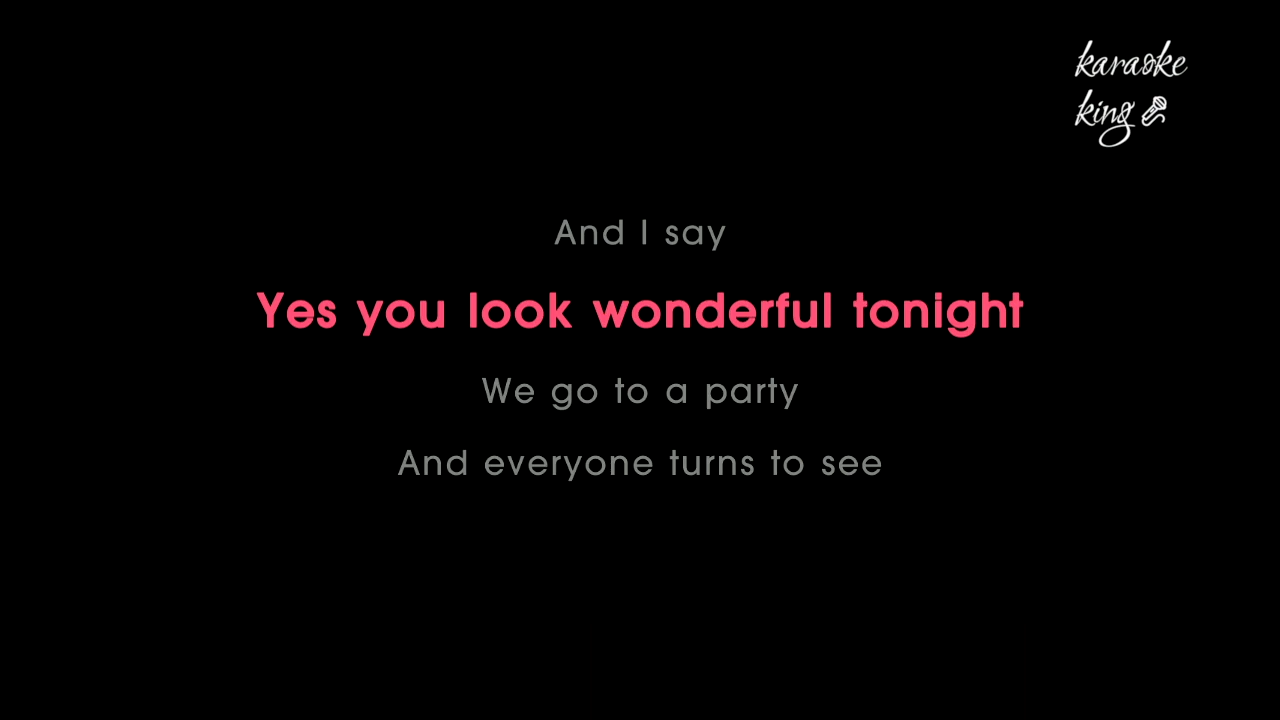 karaoke
king
And I say
Yes you look wonderful tonight
We go to a party
And everyone turns to see